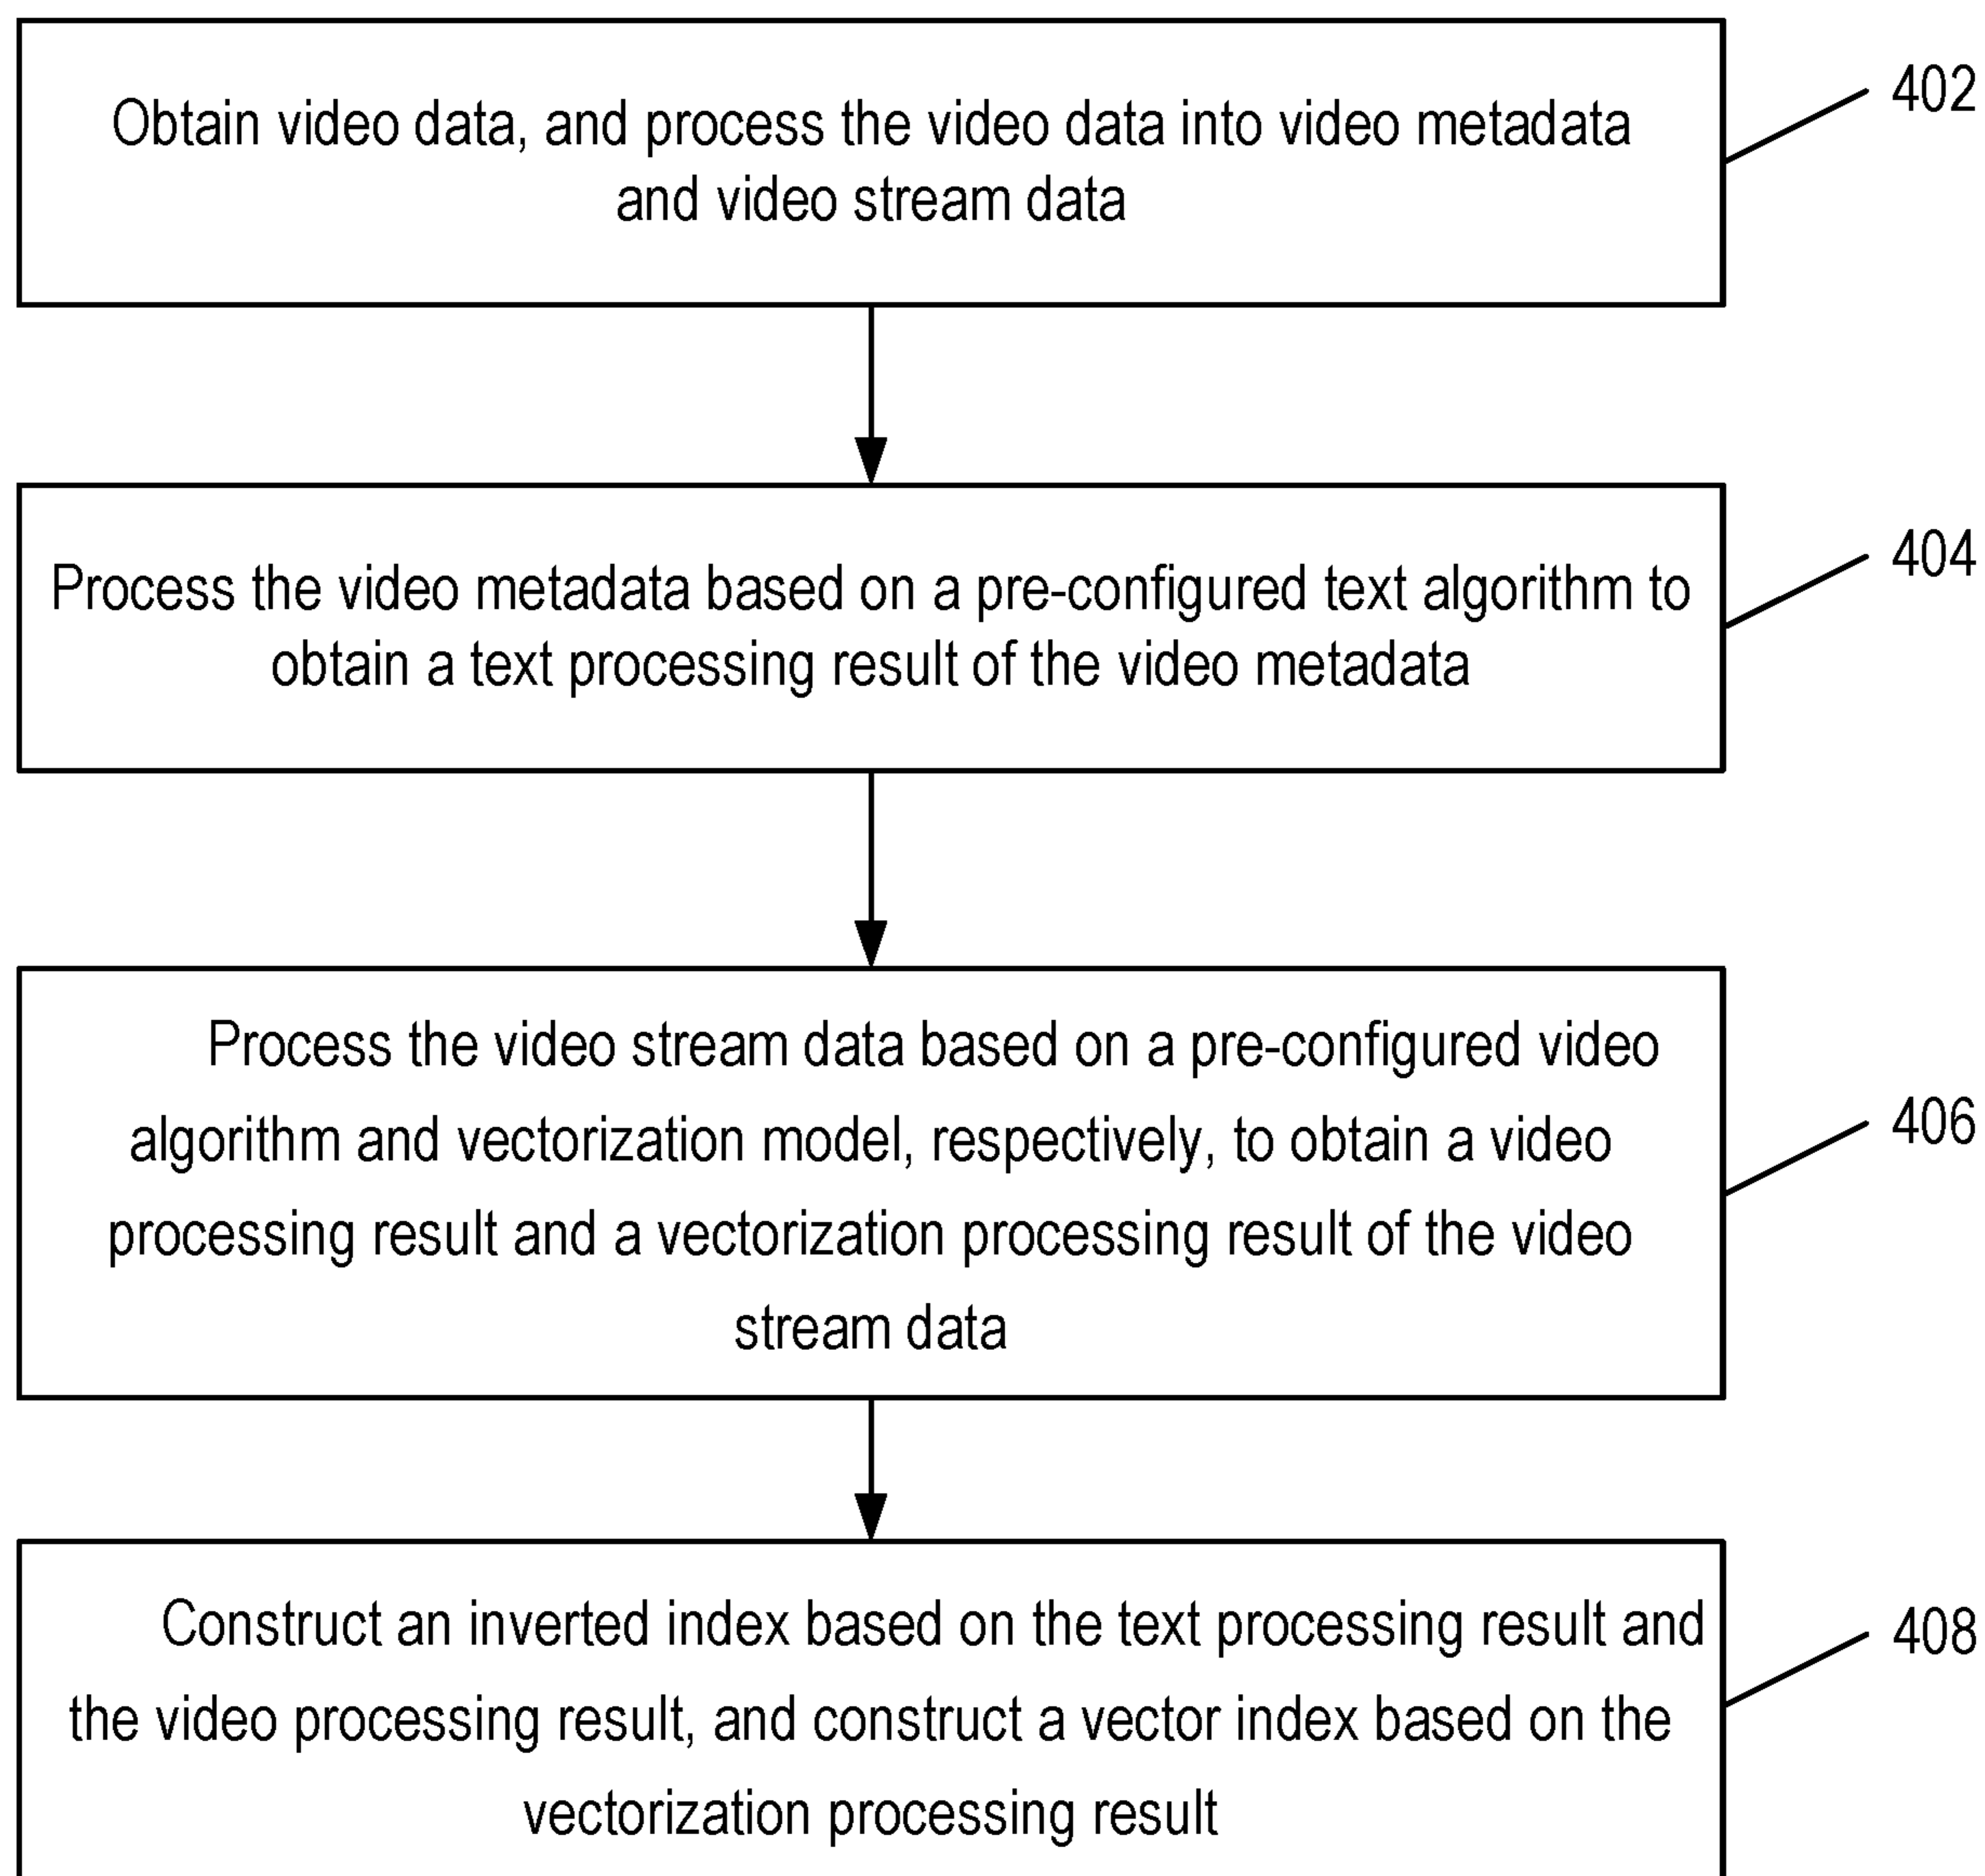 Obtain video data, and process the video data into video metadata
and video stream data
402
Process the video metadata based on a pre-configured text algorithm to
obtain a text processing result of the video metadata
404
Process the video stream data based on a pre-configured video
algorithm and vectorization model, respectively, to obtain a video
processing result and a vectorization processing result of the video
stream data
406
Construct an inverted index based on the text processing result and
the video processing result, and construct a vector index based on the
vectorization processing result
408